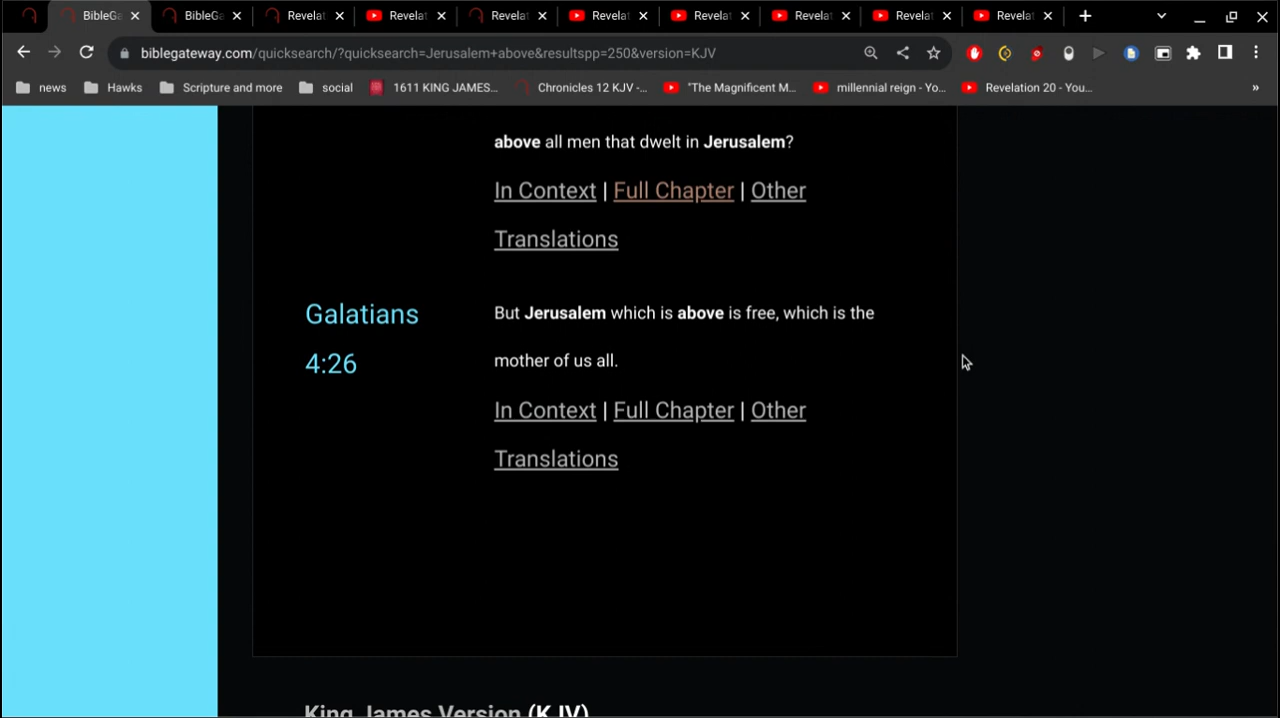 BibleGa
BibleG
Revela
Revelat
Revela
Revelat
Revelat
Revelat
Revelat
Revelat
biblegateway.com/quicksearch/?quicksearch=Jerusalem+above&resultspp=250&version=KJV
news
Hawks
Scripture and more
social
1611 KING JAMES...
Chronicles 12 KJV -...
"The Magnificent M...
millennial reign - Yo...
Revelation 20 - You...
»
above all men that dwelt in Jerusalem?
In Context | Full Chapter | Other
Translations
Galatians
4:26
But Jerusalem which is above is free, which is the
mother of us all.
In Context | Full Chapter | Other
Translations
King James Version (KJV)